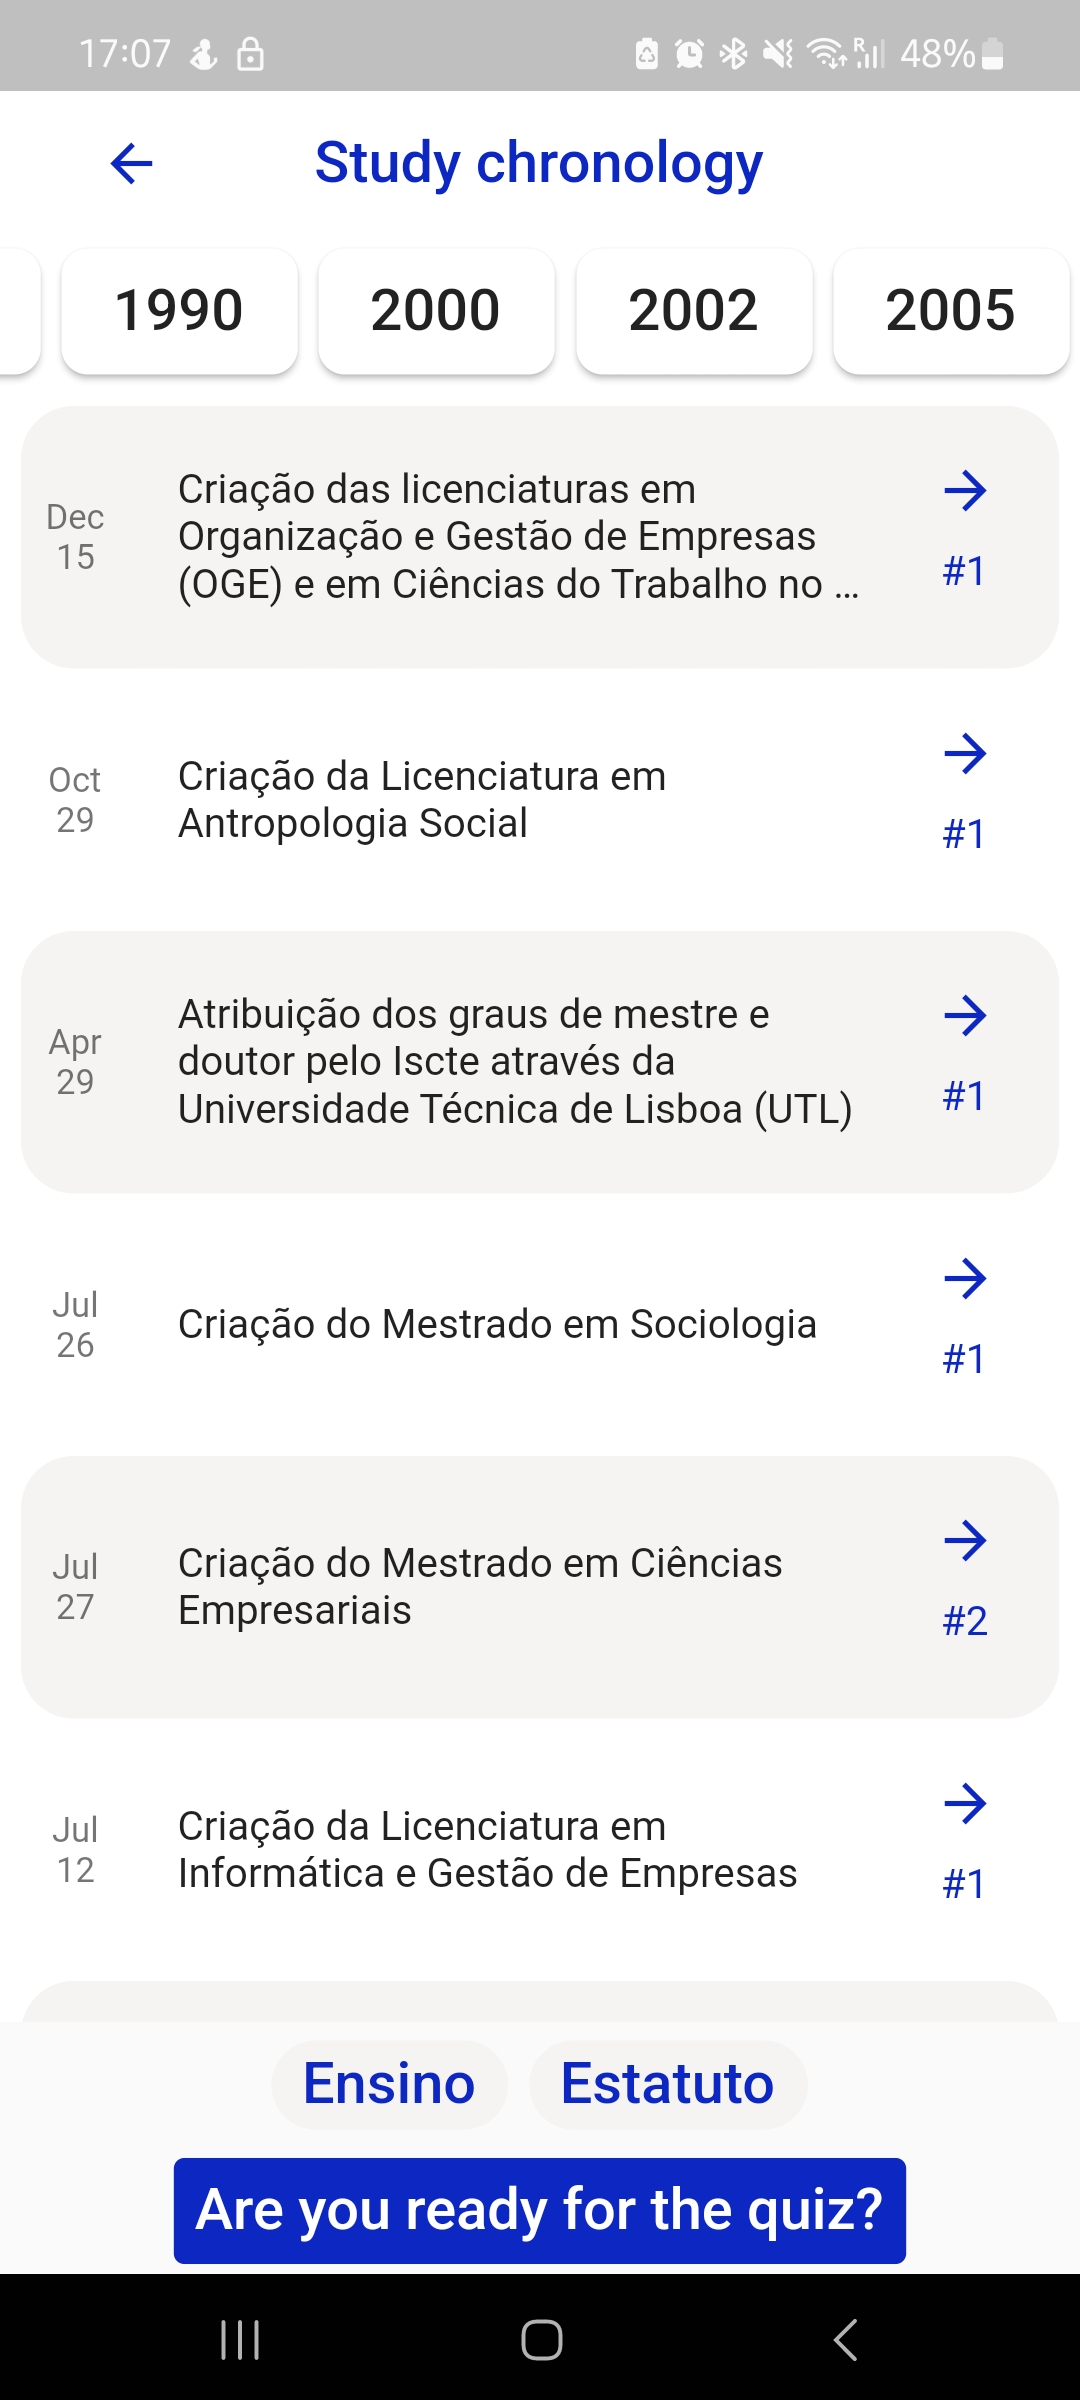 17:07
R
48%
Study chronology
1990
2000
2002
2005
Dec
15
Criação das licenciaturas em
Organização e Gestão de Empresas
(OGE) e em Ciências do Trabalho no ...
#1
Oct
29
Criação da Licenciatura em
Antropologia Social
#1
Apr
29
Atribuição dos graus de mestre e
doutor pelo Iscte através da
Universidade Técnica de Lisboa (UTL)
#1
Jul
26
Criação do Mestrado em Sociologia
#1
Jul
27
Criação do Mestrado em Ciências
Empresariais
#2
Jul
12
Criação da Licenciatura em
Informática e Gestão de Empresas
#1
Ensino
Estatuto
Are you ready for the quiz?